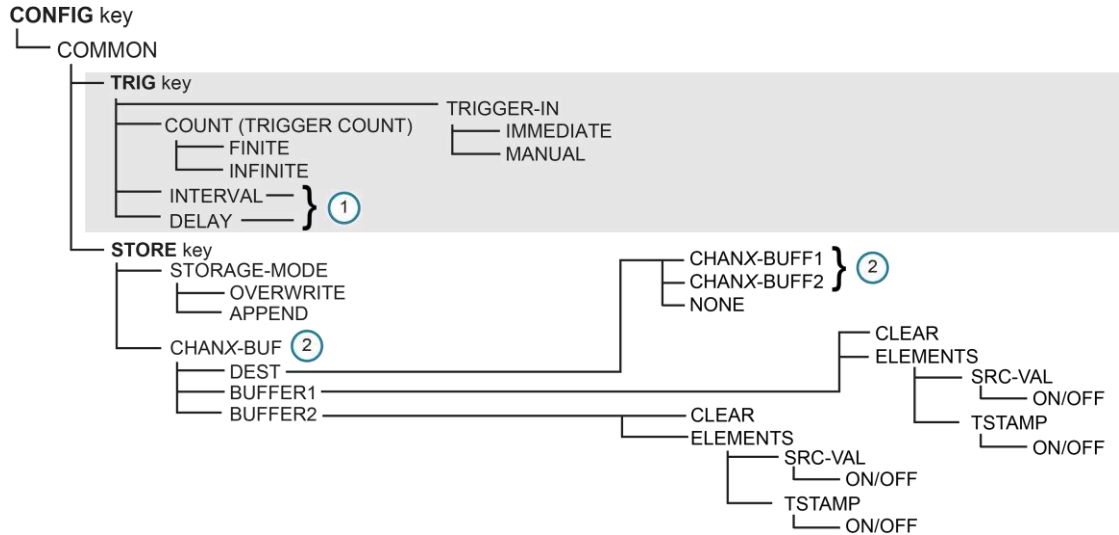 CONFIG key
COMMON
TRIG key
TRIGGER-IN
IMMEDIATE
MANUAL
COUNT (TRIGGER COUNT)
FINITE
INFINITE
INTERVAL
DELAY
1
STORE key
STORAGE-MODE
OVERWRITE
APPEND
CHANX-BUF 2
DEST
CHANX-BUFF1
CHANX-BUFF2
2
NONE
BUFFER1
CLEAR
ELEMENTS
SRC-VAL
ON/OFF
TSTAMP
ON/OFF
BUFFER2
CLEAR
ELEMENTS
SRC-VAL
ON/OFF
TSTAMP
ON/OFF